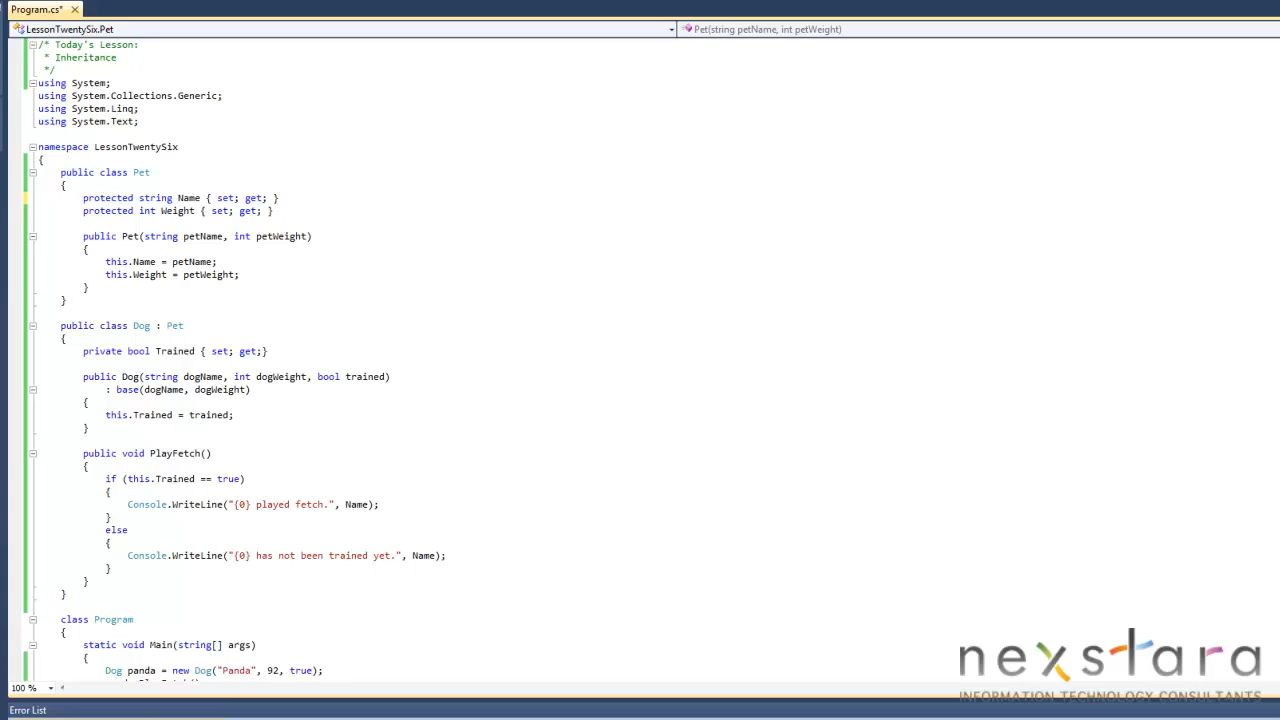 Program.cs*
LessonTwentySix.Pet
Pet(string petName, int petWeight)
/* Today's Lesson:
 * Inheritance
 */
using System;
using System.Collections.Generic;
using System.Linq;
using System.Text;
namespace LessonTwentySix
{
public class Pet
{
protected string Name { set; get; }
protected int Weight { set; get; }
public Pet(string petName, int petWeight)
{
this.Name = petName;
this.Weight = petWeight;
}
}
public class Dog : Pet
{
private bool Trained { set; get;}
public Dog(string dogName, int dogWeight, bool trained)
: base(dogName, dogWeight)
{
this.Trained = trained;
}
public void PlayFetch()
{
if (this.Trained == true)
{
Console.WriteLine("{0} played fetch.", Name);
}
else
{
Console.WriteLine("{0} has not been trained yet.", Name);
}
}
}
class Program
{
static void Main(string[] args)
{
Dog panda = new Dog("Panda", 92, true);
100 %
Error List
nexstara
INFORMATION TECHNOLOGY CONSULTANTS